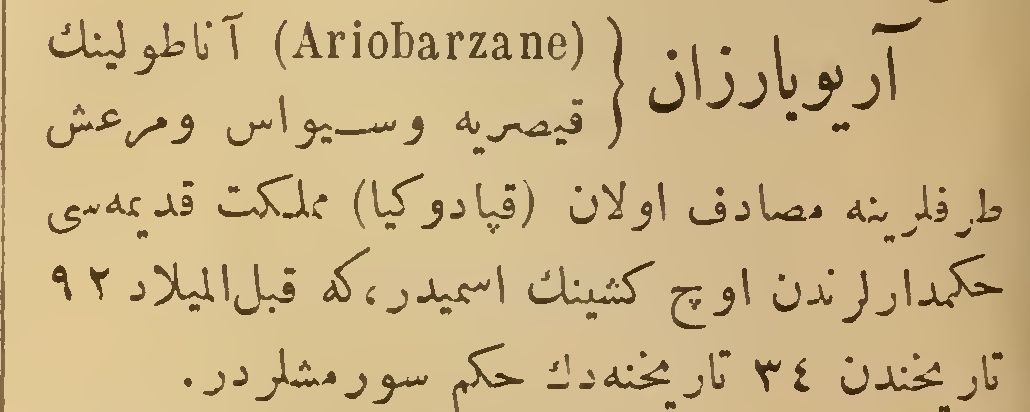 آريوبارزان { (Ariobarzane) آناطولينك
قيصريه وسيواس ومرعش
طرفلرينه مصادف اولان (قپادوكيا) مملكت قديمه‌سى
حكمدارلرندن اوچ كشينك اسميدر، كه قبل‌الميلاد ٩٢
تاريخندن ٣٤ تاريخنه‌دك حكم سورمشلردر.